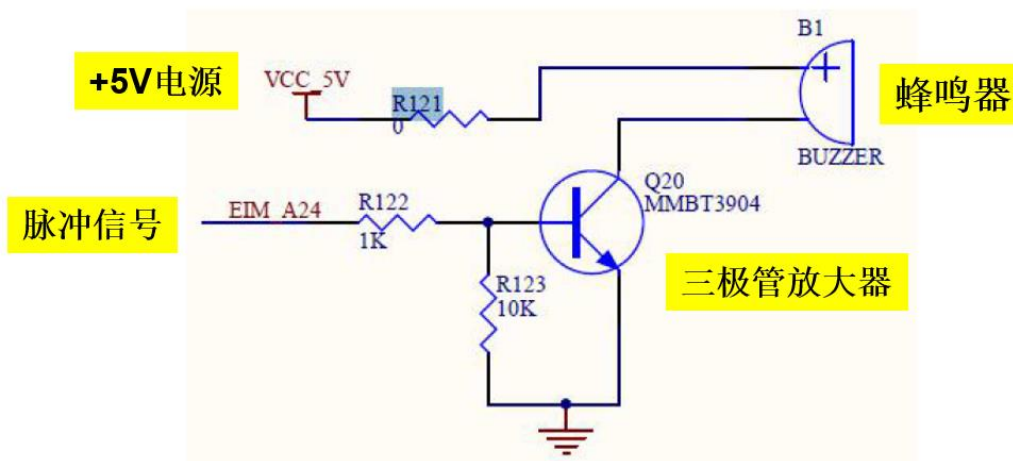 B1
+5V电源
VCC_5V
+
蜂鸣器
R121
0
BUZZER
Q20
MMBT3904
脉冲信号
EIM_A24
R122
1K
三极管放大器
R123
10K